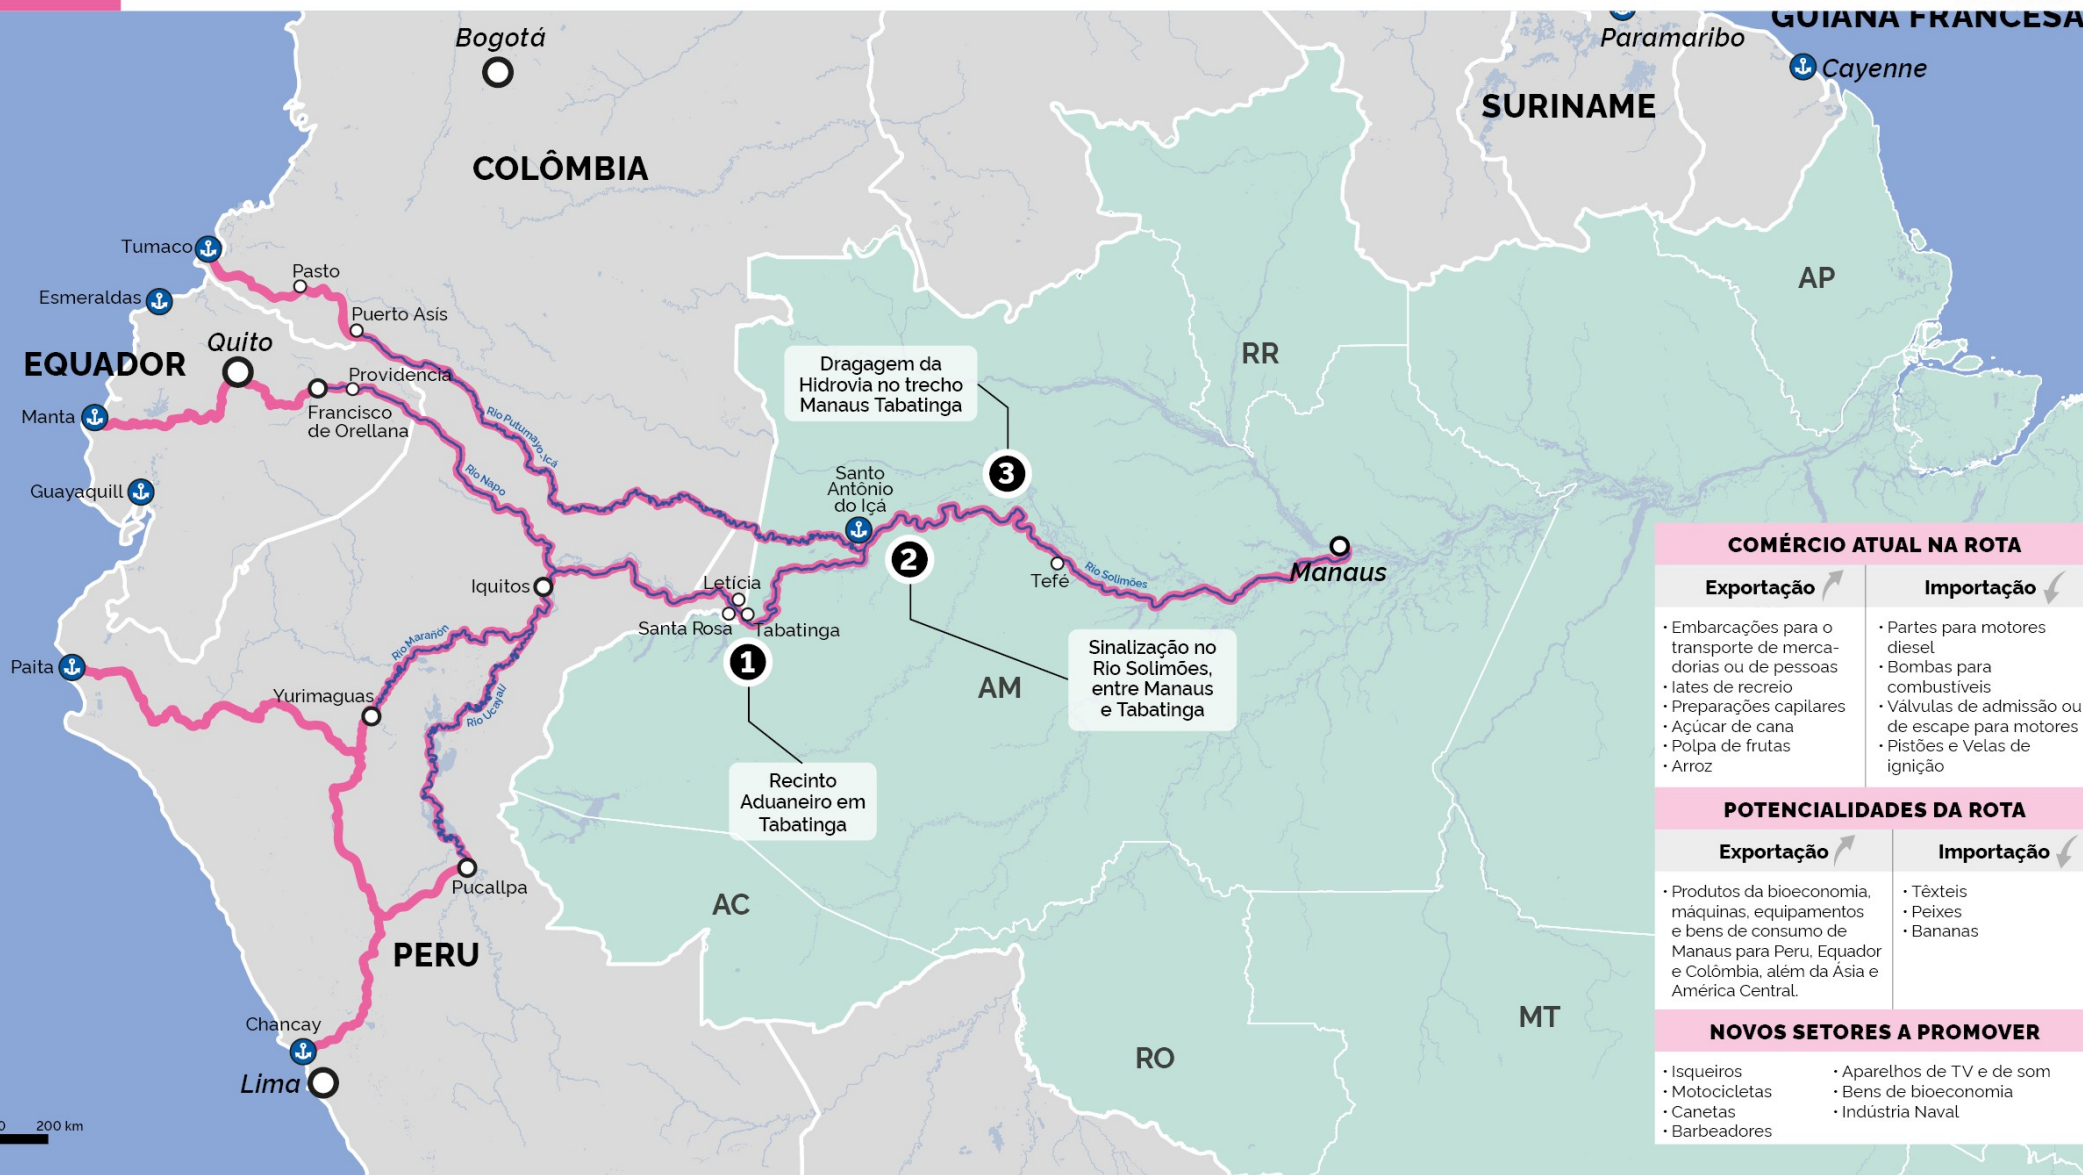 GUIANA FRANCESA
Bogotá
Paramaribo
Cayenne
SURINAME
COLÔMBIA
Tumaco
Pasto
AP
Esmeraldas
Puerto Asís
Quito
EQUADOR
RR
Providencia
Manta
Francisco
de Orellana
Dragagem da
Hidrovia no trecho
Manaus Tabatinga
Rio Putumayo_Içá
Rio Napo
3
Santo
Antônio
do Içá
Guayaquill
2
Iquitos
Letícia
Tefé
Rio Solimões
Manaus
Santa Rosa
Tabatinga
Rio Marañón
1
Paita
Yurimaguas
Rio Ucayali
AM
Sinalização no
Rio Solimões,
entre Manaus
e Tabatinga
Recinto
Aduaneiro em
Tabatinga
Pucallpa
AC
PERU
MT
Chancay
RO
Lima
0 200 km
COMÉRCIO ATUAL NA ROTA
Exportação
• Embarcações para o
transporte de merca-
dorias ou de pessoas
• Iates de recreio
• Preparações capilares
• Açúcar de cana
• Polpa de frutas
• Arroz
Importação
• Partes para motores
diesel
• Bombas para
combustíveis
• Válvulas de admissão ou
de escape para motores
• Pistões e Velas de
ignição
POTENCIALIDADES DA ROTA
Exportação
• Produtos da bioeconomia,
máquinas, equipamentos
e bens de consumo de
Manaus para Peru, Equador
e Colômbia, além da Ásia e
América Central.
Importação
• Têxteis
• Peixes
• Bananas
NOVOS SETORES A PROMOVER
• Isqueiros
• Motocicletas
• Canetas
• Barbeadores
• Aparelhos de TV e de som
• Bens de bioeconomia
• Indústria Naval